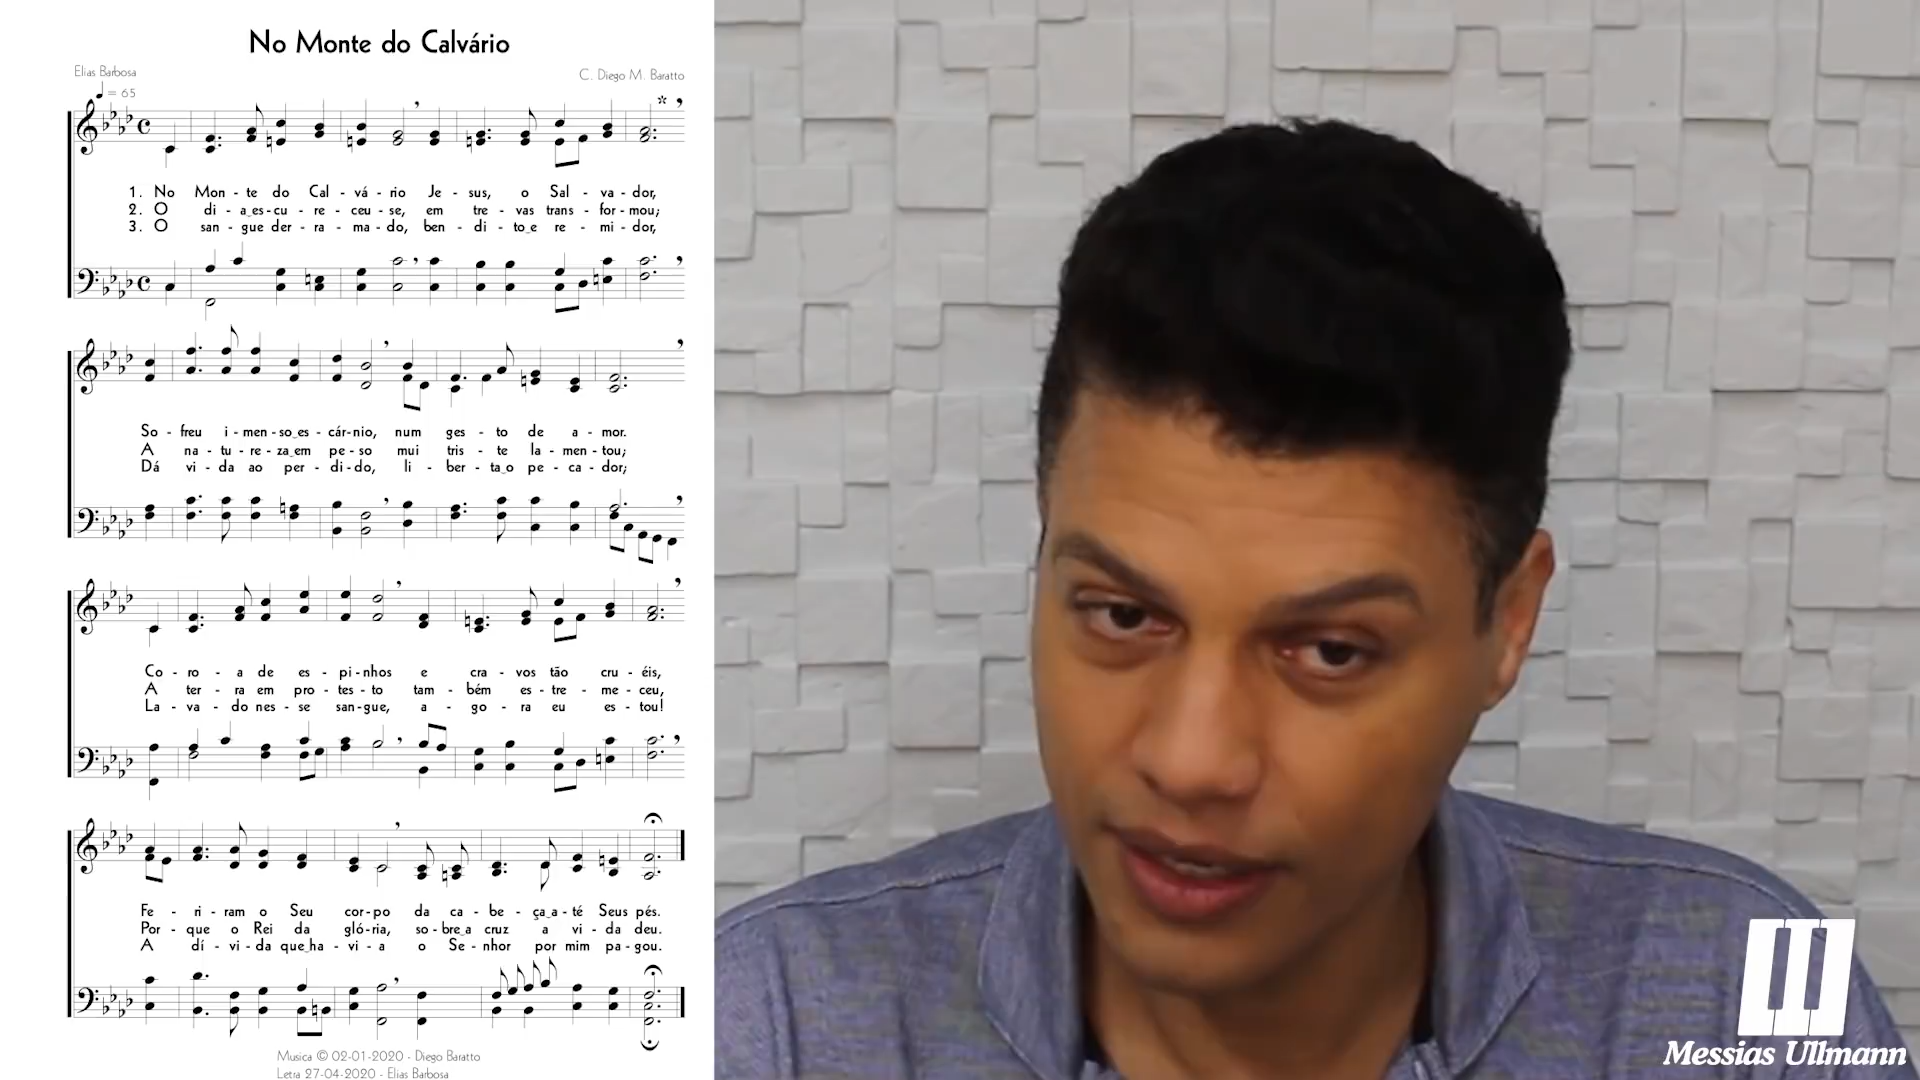 No Monte do Calvário
Elias Barbosa
C. Diego M. Baratto
= 65
1. No Mon - te do Cal - vá - rio Je - sus, o Sal - va - dor,
2. O di - a_es - cu - re - ceu - se, em tre - vas trans - for - mou;
3. O san - gue der - ra - ma - do, ben - di - to_e re - mi - dor,
So - freu i - men - so_es - cár - nio, num ges - to de a - mor.
A na - tu - re - za_em pe - so mui tris - te la - men - tou;
Dá vi - da ao per - di - do, li - ber - ta_o pe - ca - dor;
Co - ro - a de es - pi - nhos e cra - vos tão cru - éis,
A ter - ra em pro - tes - to tam - bém es - tre - me - ceu,
La - va - do nes - se san - gue, a - go - ra eu es - tou!
Fe - ri - ram o Seu cor - po da ca - be - ça_a - té Seus pés.
Por - que o Rei da gló - ria, so - bre_a cruz a vi - da deu.
A dí - vi - da que_ha - vi - a o Se - nhor por mim pa - gou.
Musica © 02-01-2020 - Diego Baratto
Letra 27-04-2020 - Elias Barbosa
Messias Ullmann